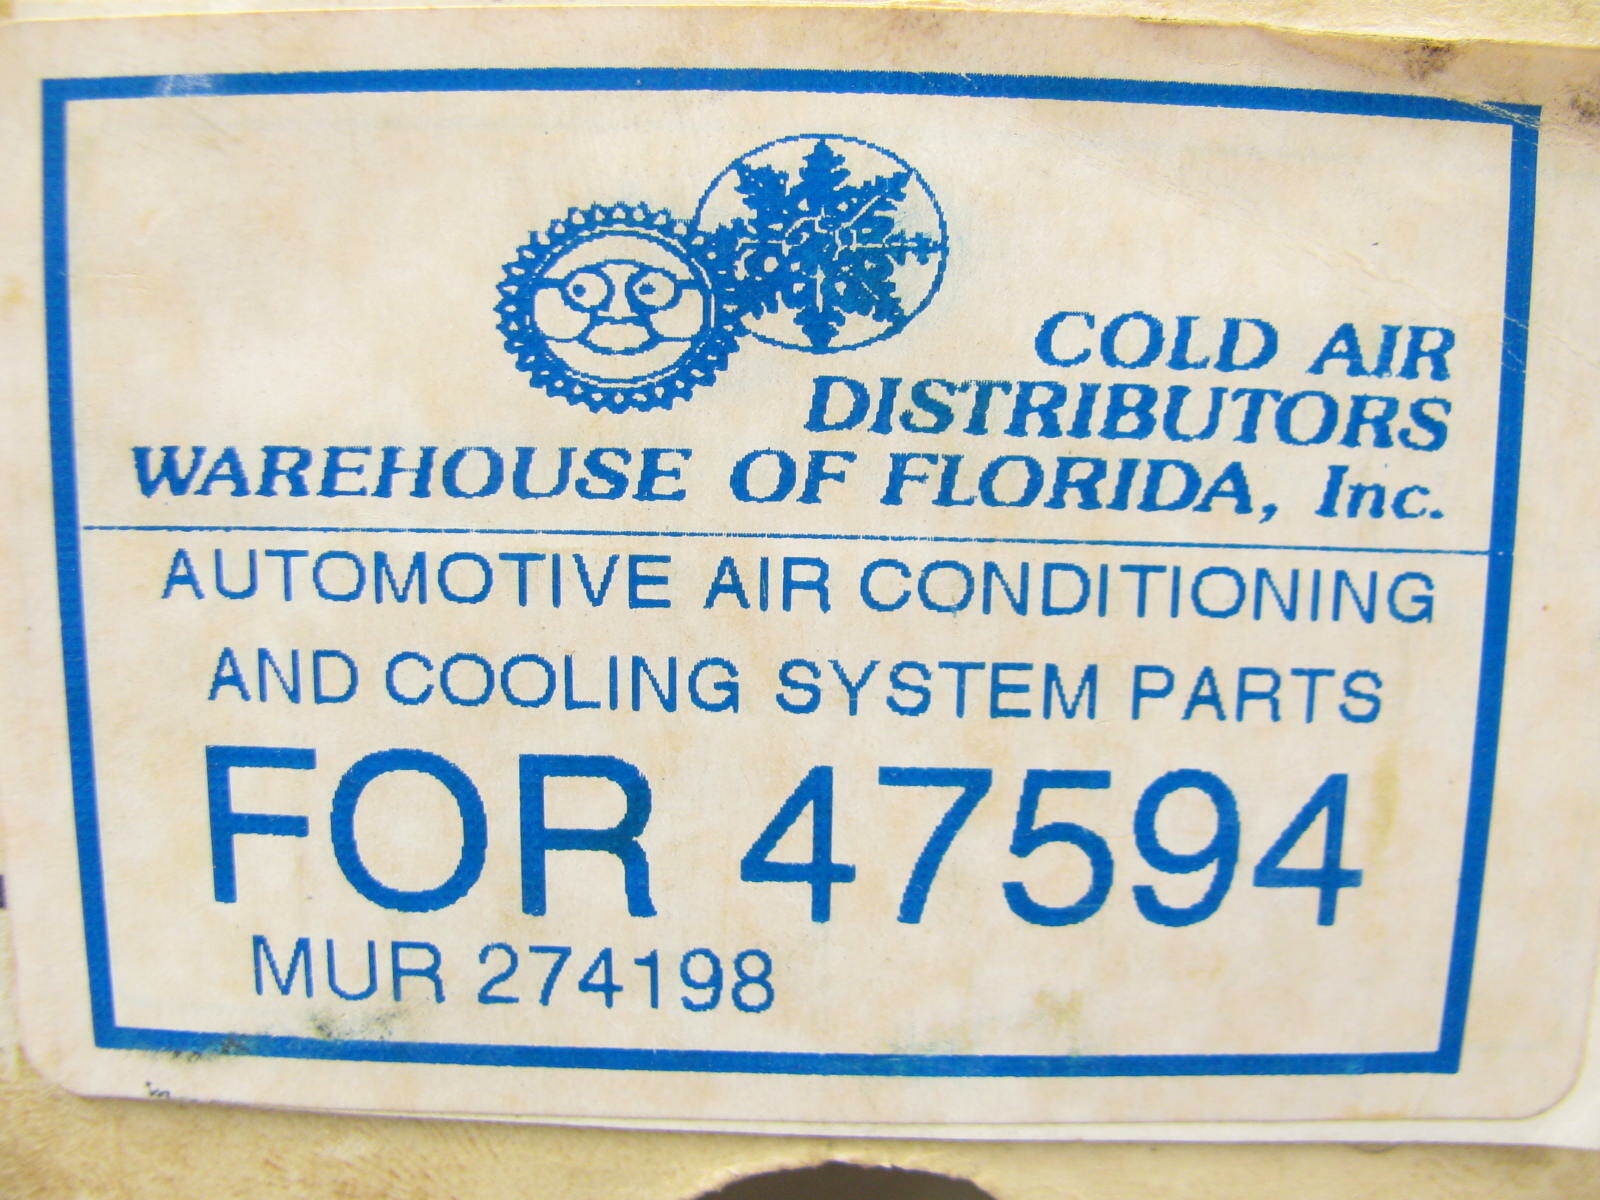 COLD AIR
DISTRIBUTORS
WAREHOUSE OF FLORIDA, Inc.
AUTOMOTIVE AIR CONDITIONING
AND COOLING SYSTEM PARTS
FOR 47594
MUR 274198